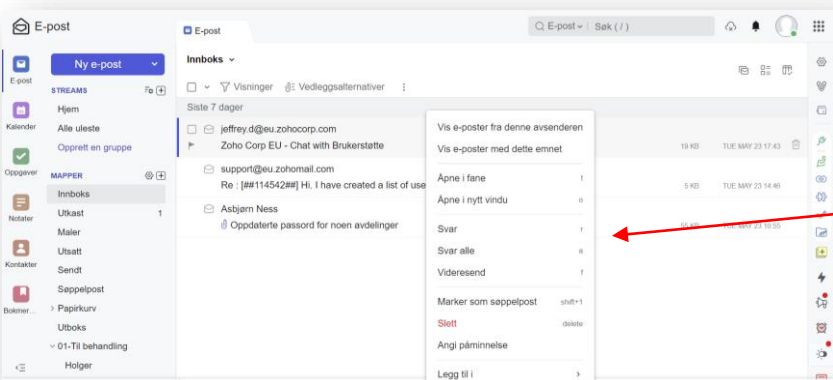 E-post
E-post
E-post
Søk ( / )
E-post
Kalender
Oppgaver
Notater
Kontakter
Bokmer...
Ny e-post
STREAMS
Hjem
Alle uleste
Opprett en gruppe
MAPPER
Innboks
Utkast 1
Maler
Utsatt
Sendt
Søppelpost
Papirkurv
Utboks
01-Til behandling
Holger
Innboks
Visninger Vedleggsalternativer
Siste 7 dager
jeffrey.d@eu.zohocorp.com
Zoho Corp EU - Chat with Brukerstøtte 19 KB TUE MAY 23 17:43
support@eu.zohomail.com
Re : [##114542##] Hi, I have created a list of use 5 KB TUE MAY 23 14:46
Asbjørn Ness
Oppdaterte passord for noen avdelinger 55 KB TUE MAY 23 10:55
Vis e-poster fra denne avsenderen
Vis e-poster med dette emnet
Åpne i fane t
Åpne i nytt vindu o
Svar r
Svar alle a
Videresend f
Marker som søppelpost shift+1
Slett delete
Angi påminnelse
Legg til i